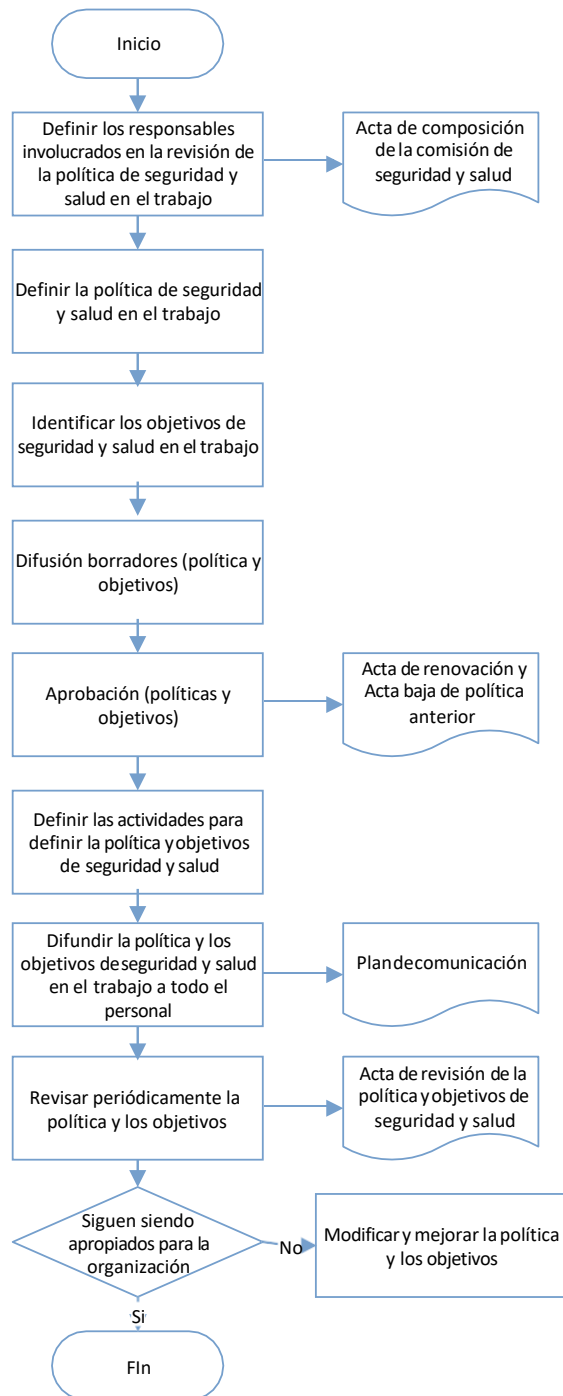 Inicio
Definir los responsables
involucrados en la revisión de
la política de seguridad y
salud en el trabajo
Acta de composición
de la comisión de
seguridad y salud
Definir la política de seguridad
y salud en el trabajo
Identificar los objetivos de
seguridad y salud en el trabajo
Difusión borradores (política y
objetivos)
Aprobación (políticas y
objetivos)
Acta de renovación y
Acta baja de política
anterior
Definir las actividades para
definir la política y objetivos
de seguridad y salud
Difundir la política y los
objetivos de seguridad y salud
en el trabajo a todo el
personal
Plan de comunicación
Revisar periódicamente la
política y los objetivos
Acta de revisión de la
política y objetivos de
seguridad y salud
Siguen siendo
apropiados para la
organización
No
Modificar y mejorar la política
y los objetivos
Si
FIn